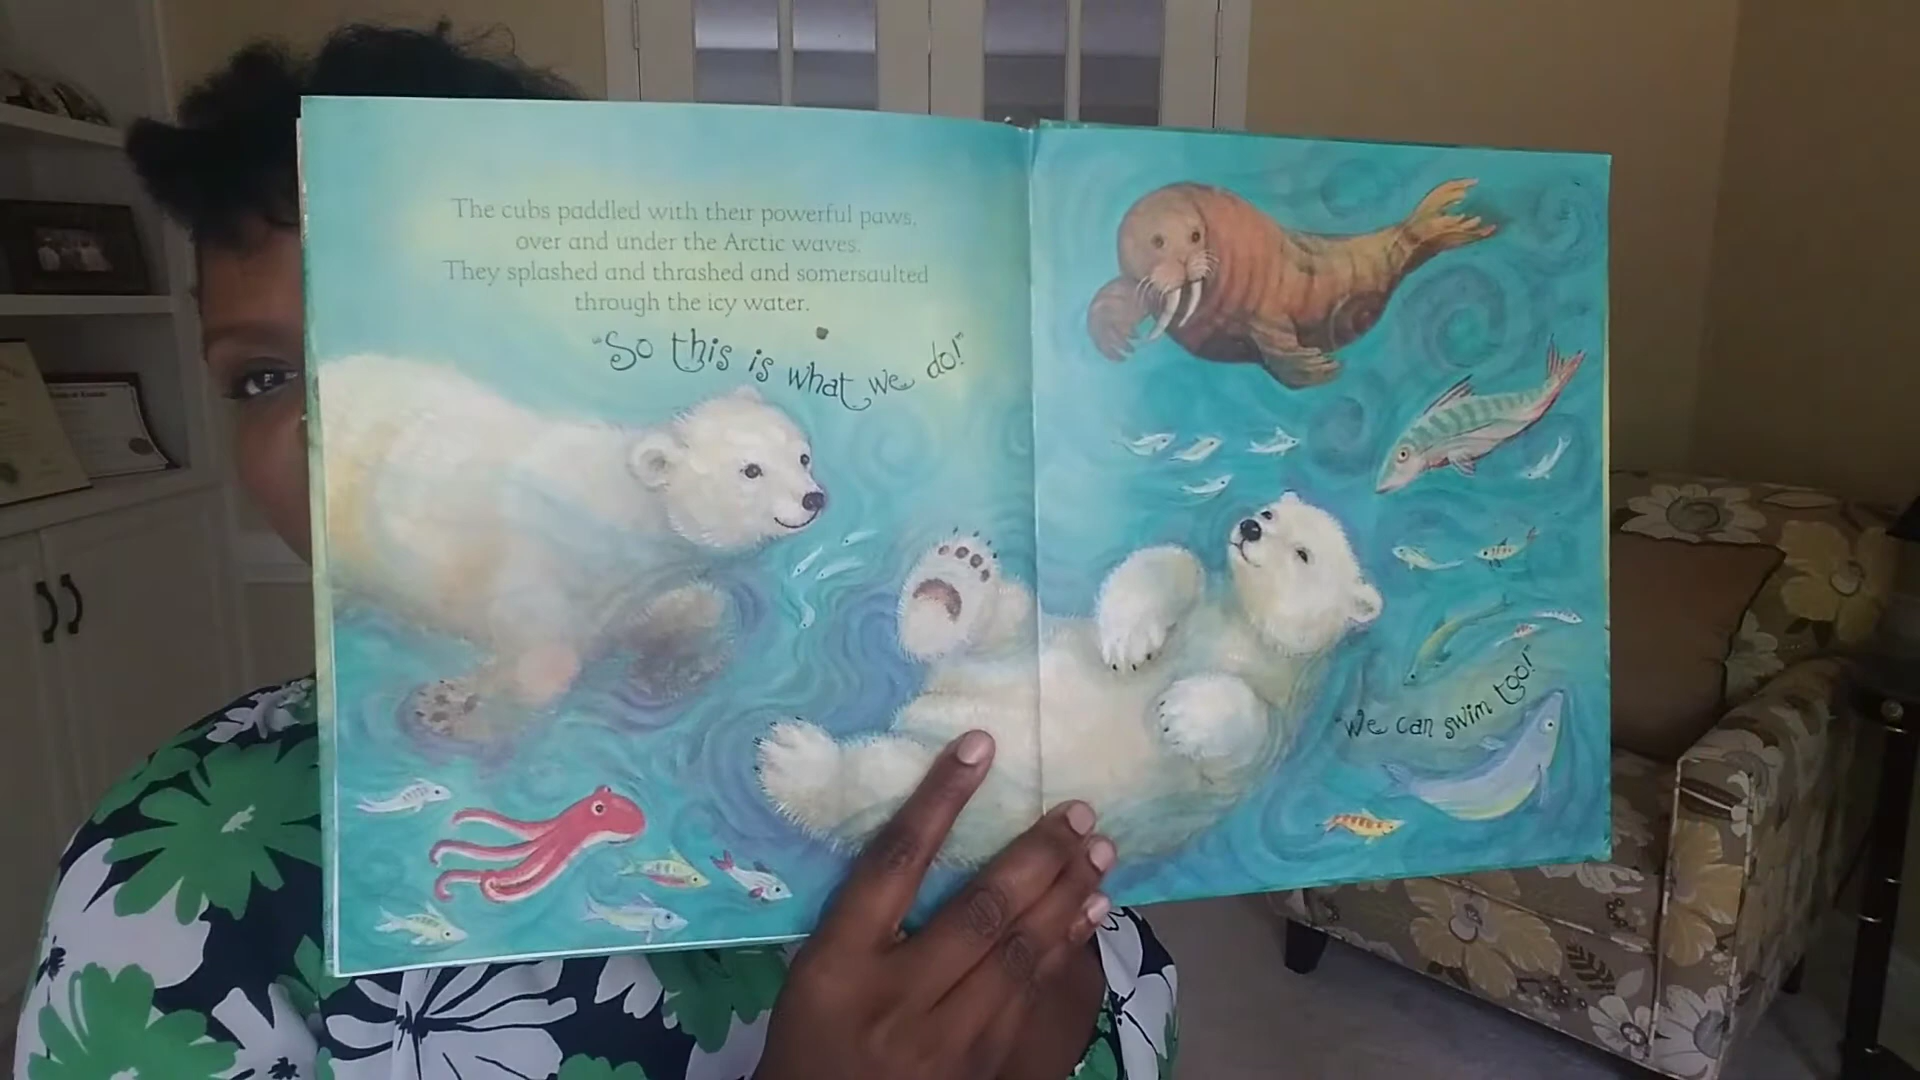 The cubs paddled with their powerful paws,
over and under the Arctic waves.
They splashed and thrashed and somersaulted
through the icy water.
"So this is what we do!"
"We can swim too!"